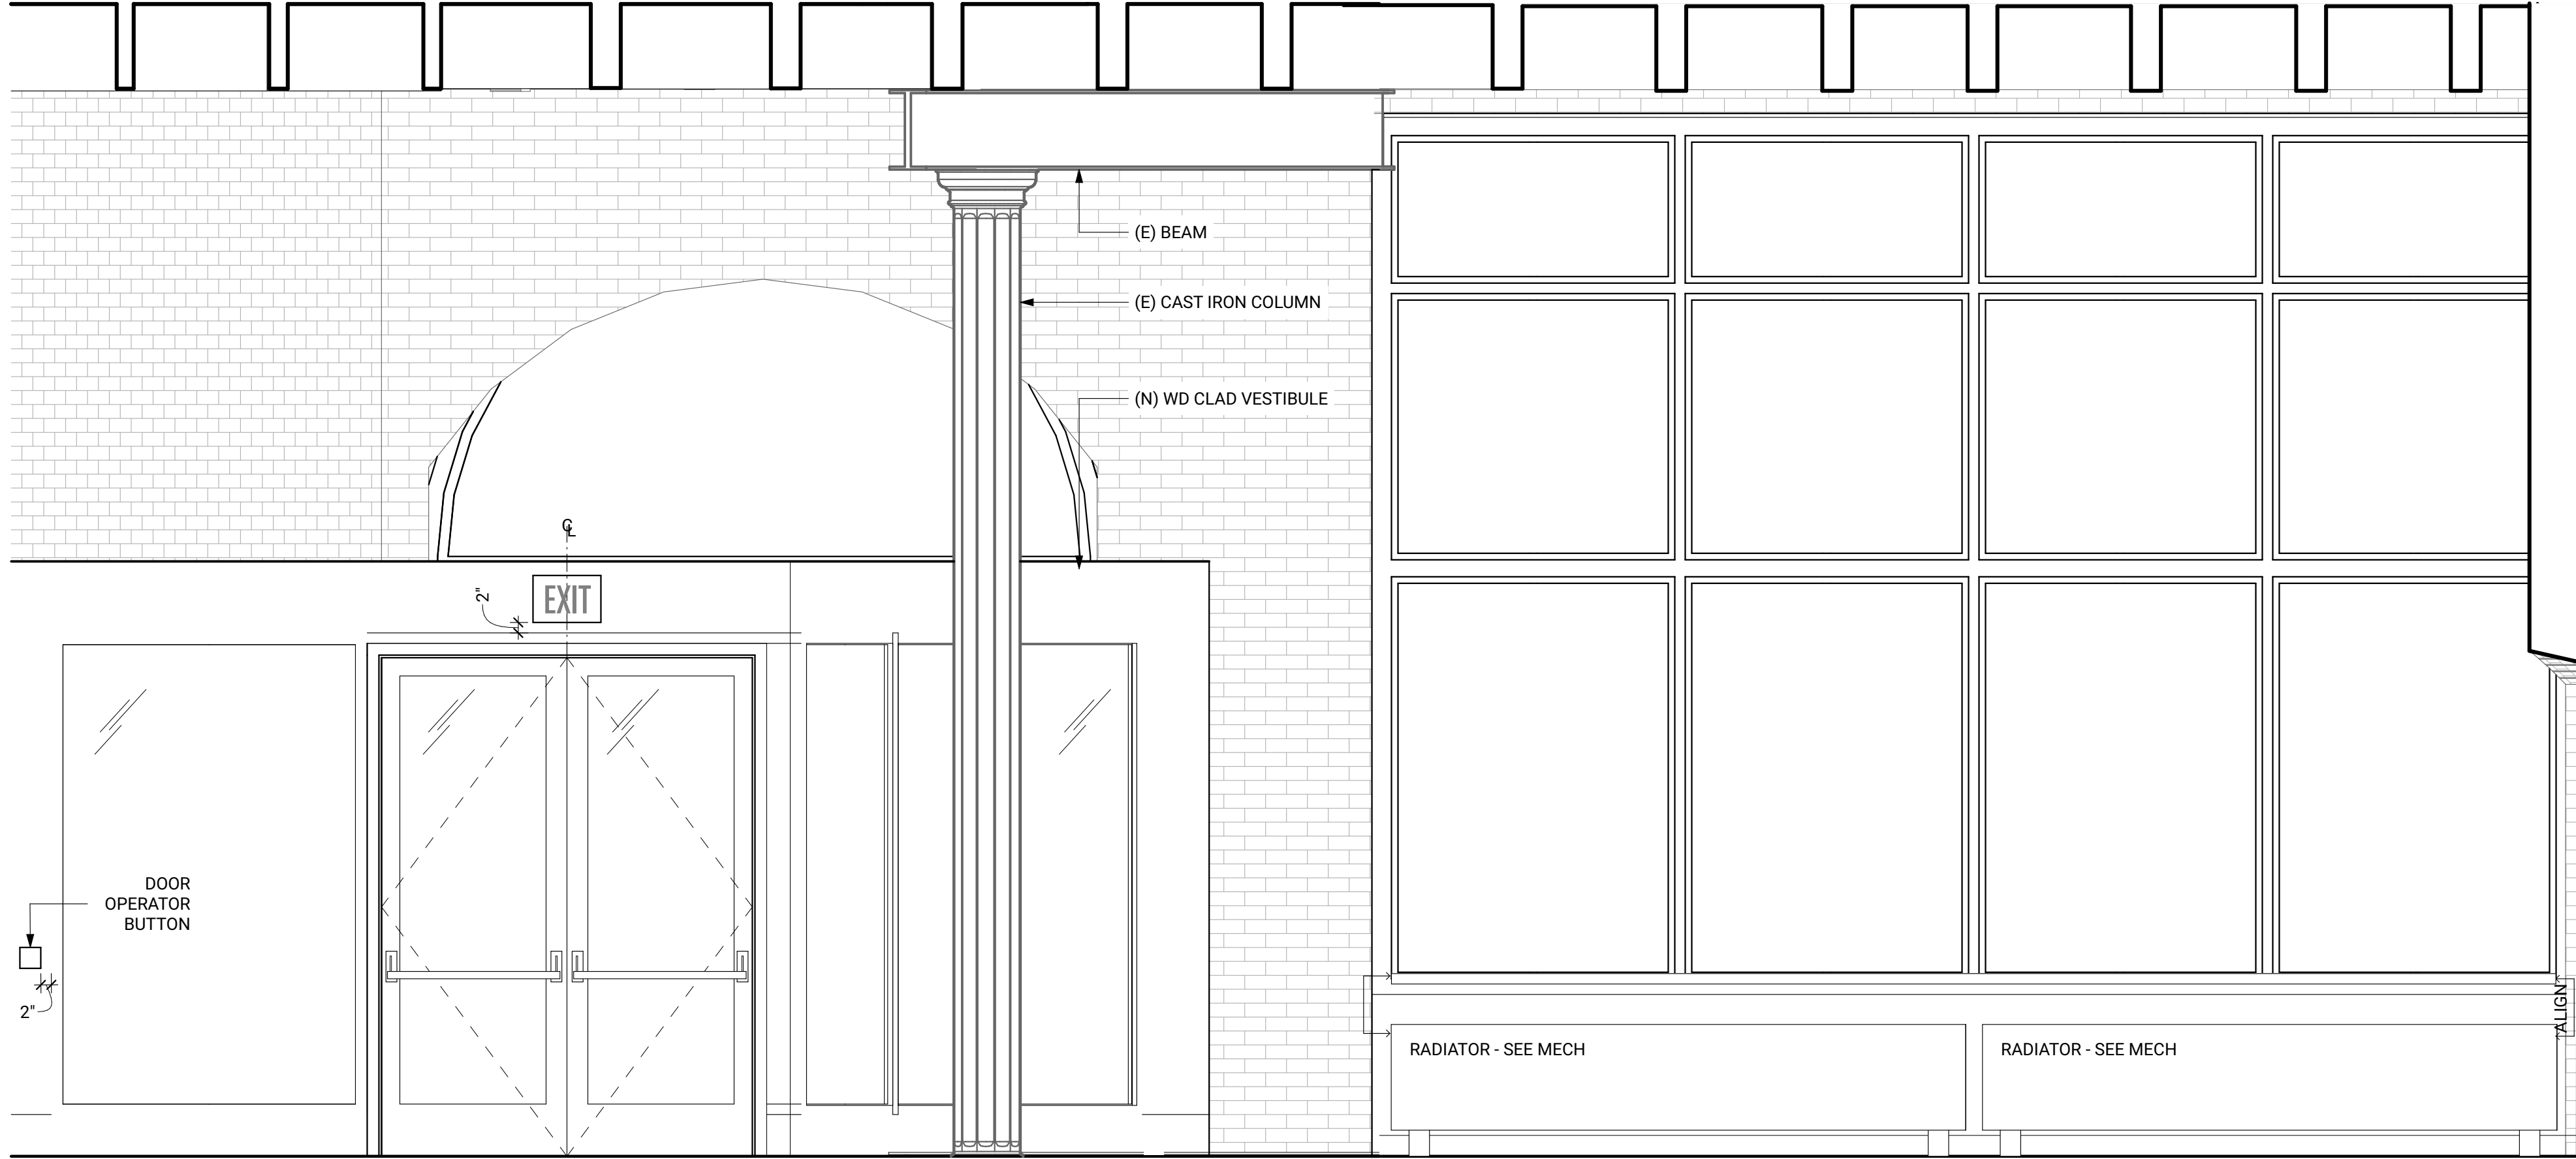 (E) BEAM
(E) CAST IRON COLUMN
(N) WD CLAD VESTIBULE
CL
EXIT
2"
DOOR
OPERATOR
BUTTON
2"
ALIGN
RADIATOR - SEE MECH
RADIATOR - SEE MECH